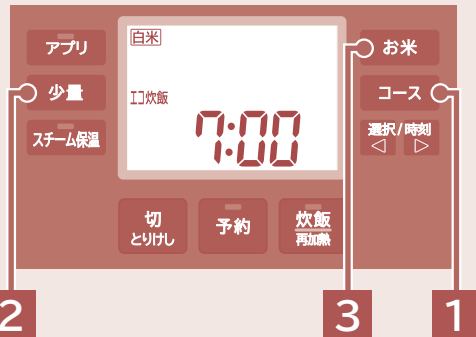 アプリ
少量
スチーム保温
白米
エコ炊飯
7:00
お米
コース
選択/時刻
切
とりけし
予約
炊飯
再加熱
2
3
1